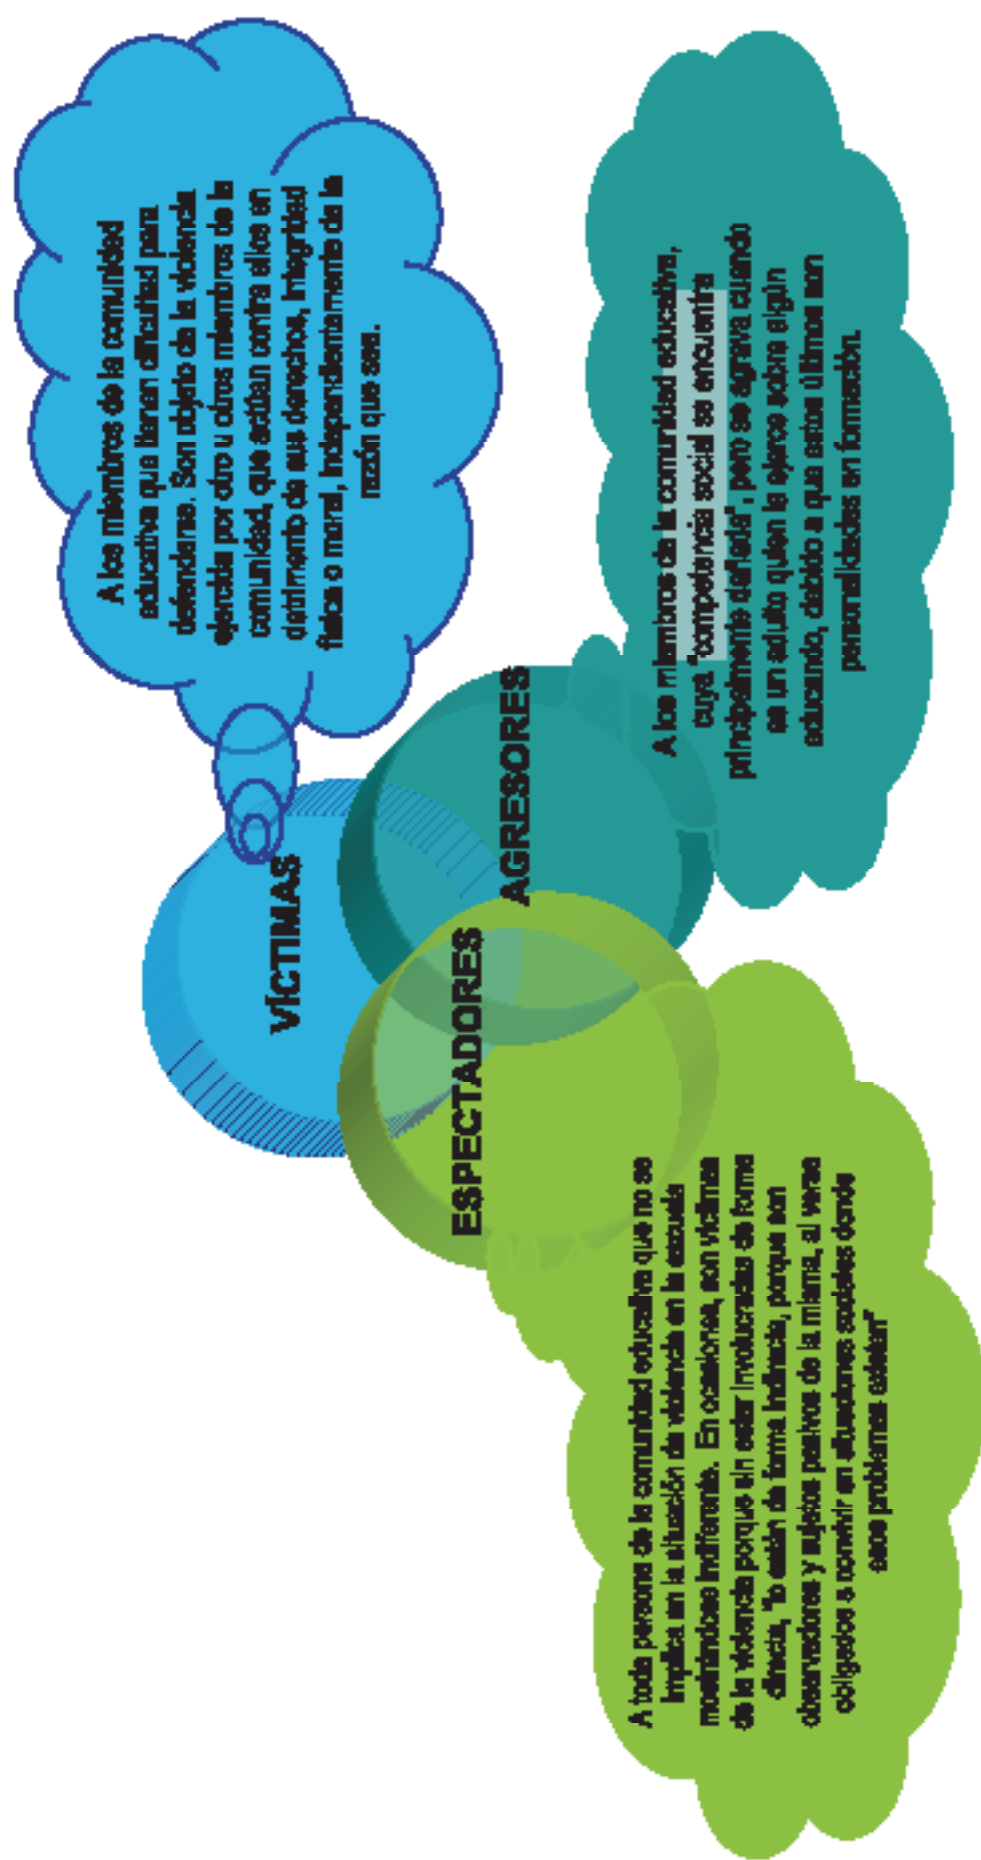 VÍCTIMAS
A los miembros de la comunidad
educativa que tienen dificultad para
defenderse. Son objeto de la violencia
ejercida por otro u otros miembros de la
comunidad, que actúan contra ellos en
detrimento de sus derechos, integridad
física o moral, independientemente de la
razón que sea.
ESPECTADORES
AGRESORES
A toda persona de la comunidad educativa que no se
implica en la situación de violencia en la escuela
mostrándose indiferente. En ocasiones, son víctimas
de la violencia porque sin estar involucradas de forma
directa, "lo están de forma indirecta, porque son
observadores y sujetos pasivos de la misma, al verse
obligados a convivir en situaciones sociales donde
esos problemas existen"
A los miembros de la comunidad educativa,
cuya "competencia social se encuentra
principalmente dañada", pero se agrava cuando
es un adulto quien la ejerce sobre algún
educando, debido a que estos últimos son
personalidades en formación.